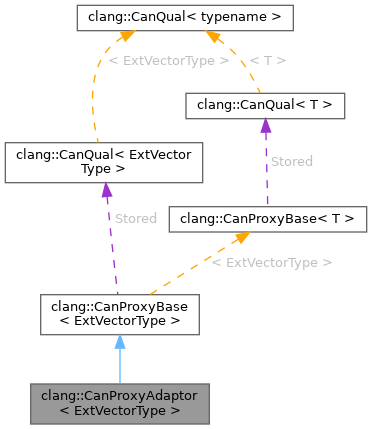 clang::CanQual< typename >
< ExtVectorType >
< T >
clang::CanQual< T >
clang::CanQual< ExtVector
Type >
Stored
Stored
clang::CanProxyBase< T >
< ExtVectorType >
clang::CanProxyBase
< ExtVectorType >
clang::CanProxyAdaptor
< ExtVectorType >